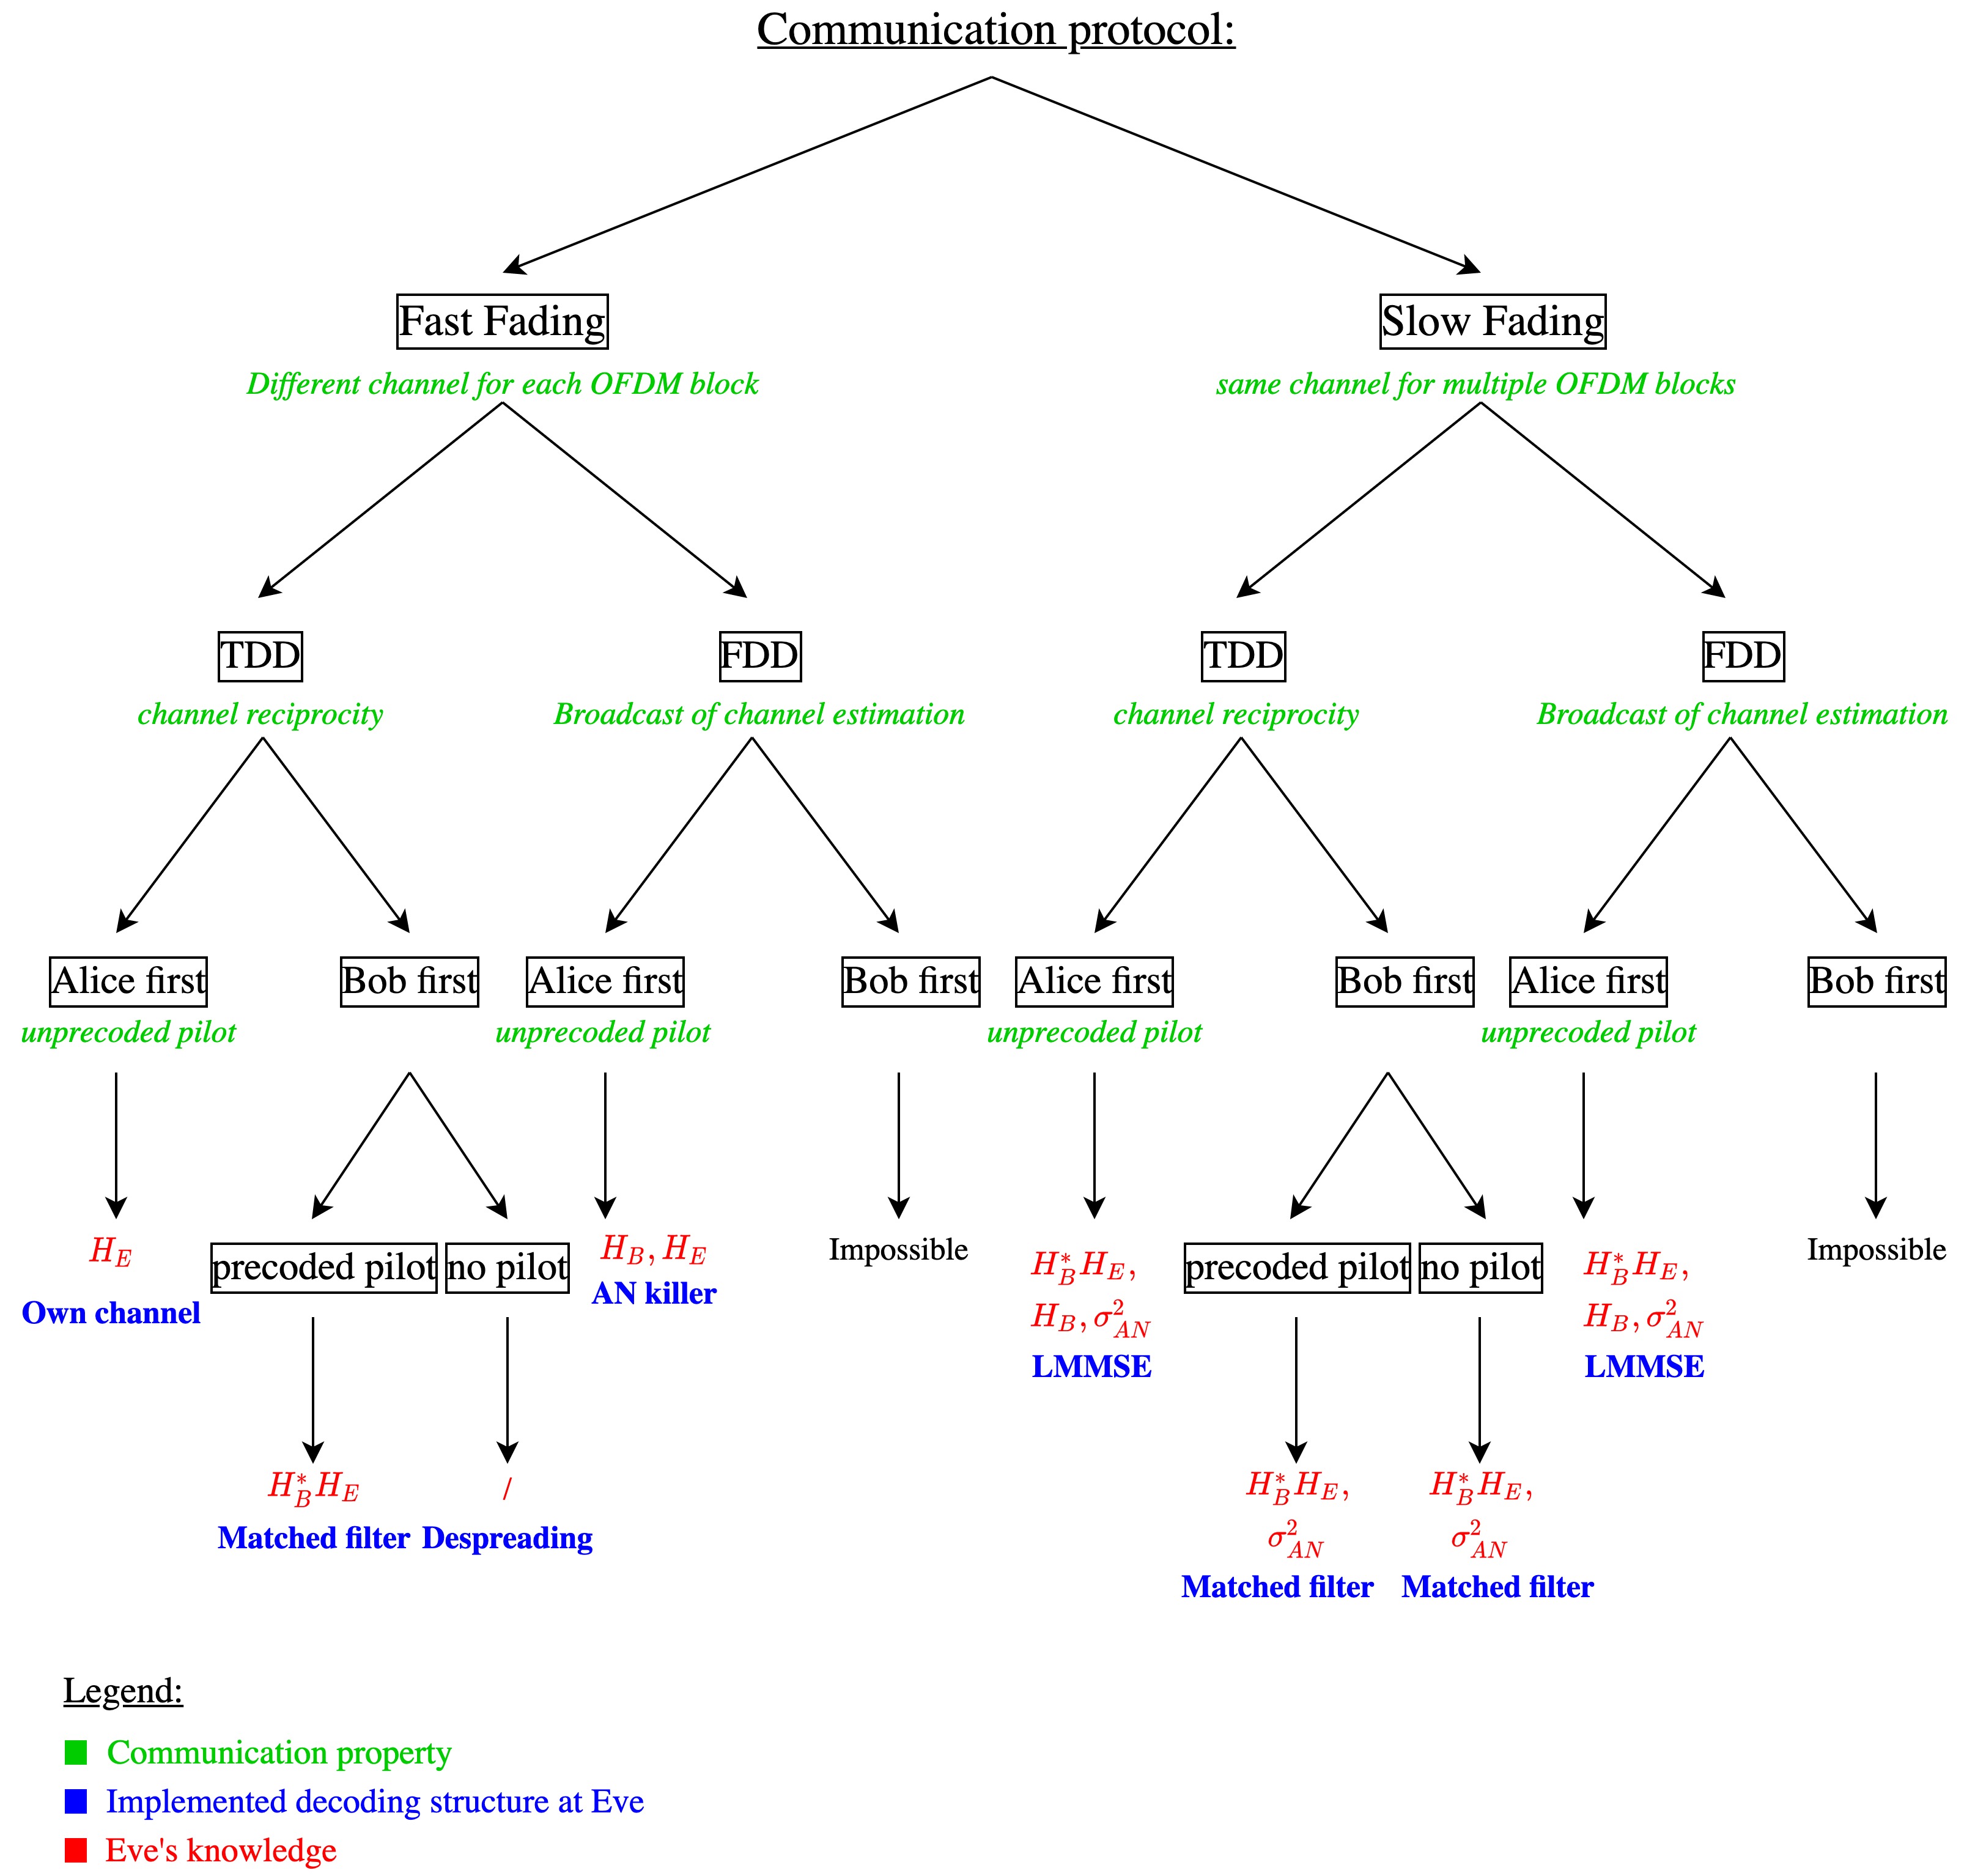 Communication protocol:
Fast Fading
Slow Fading
Different channel for each OFDM block
same channel for multiple OFDM blocks
TDD
FDD
TDD
FDD
channel reciprocity
Broadcast of channel estimation
channel reciprocity
Broadcast of channel estimation
Alice first
Bob first
Alice first
Bob first
Alice first
Bob first
Alice first
Bob first
unprecoded pilot
unprecoded pilot
unprecoded pilot
unprecoded pilot
$H_E$
Own channel
precoded pilot
no pilot
$H_B, H_E$
AN killer
Impossible
$H_B^* H_E,$
$H_B, \sigma_{AN}^2$
LMMSE
precoded pilot
no pilot
$H_B^* H_E,$
$H_B, \sigma_{AN}^2$
LMMSE
Impossible
$H_B^* H_E$
Matched filter
/
Despreading
$H_B^* H_E,$
$\sigma_{AN}^2$
Matched filter
$H_B^* H_E,$
$\sigma_{AN}^2$
Matched filter
Legend:
Communication property
Implemented decoding structure at Eve
Eve's knowledge